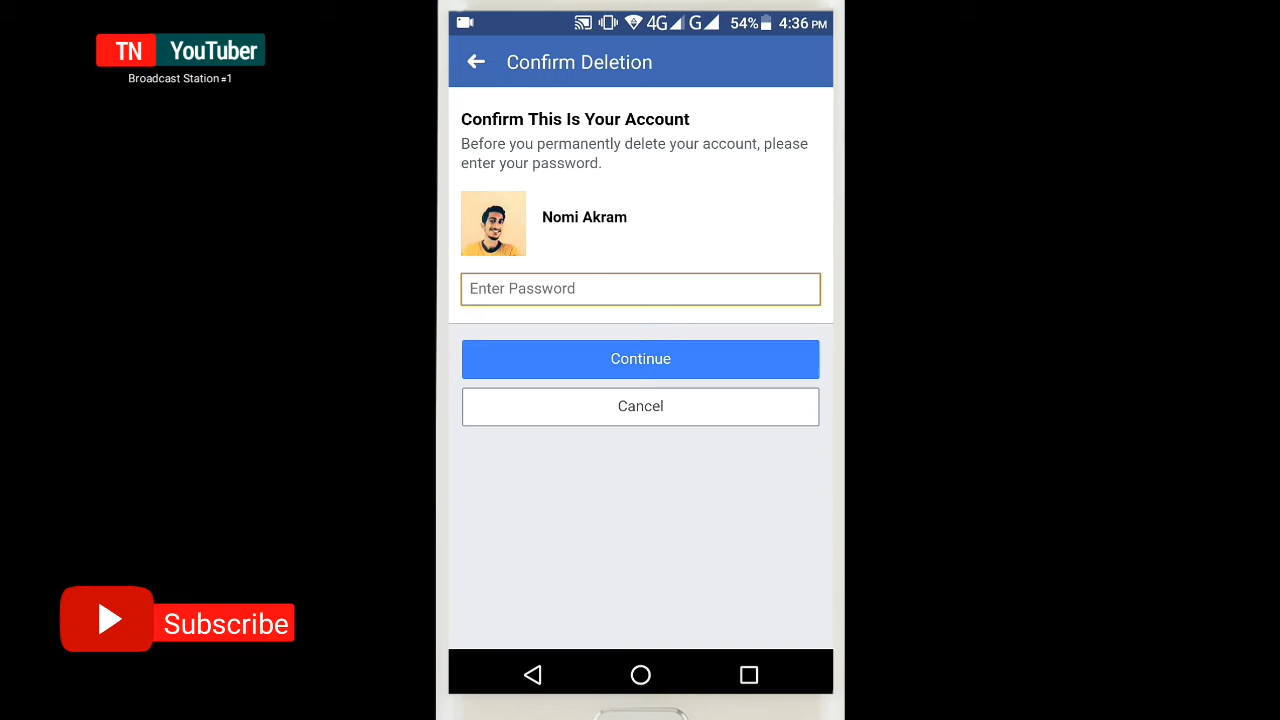 TN YouTuber
Broadcast Station #1
4G G 54% 4:36 PM
Confirm Deletion
Confirm This Is Your Account
Before you permanently delete your account, please
enter your password.
Nomi Akram
Enter Password
Continue
Cancel
Subscribe